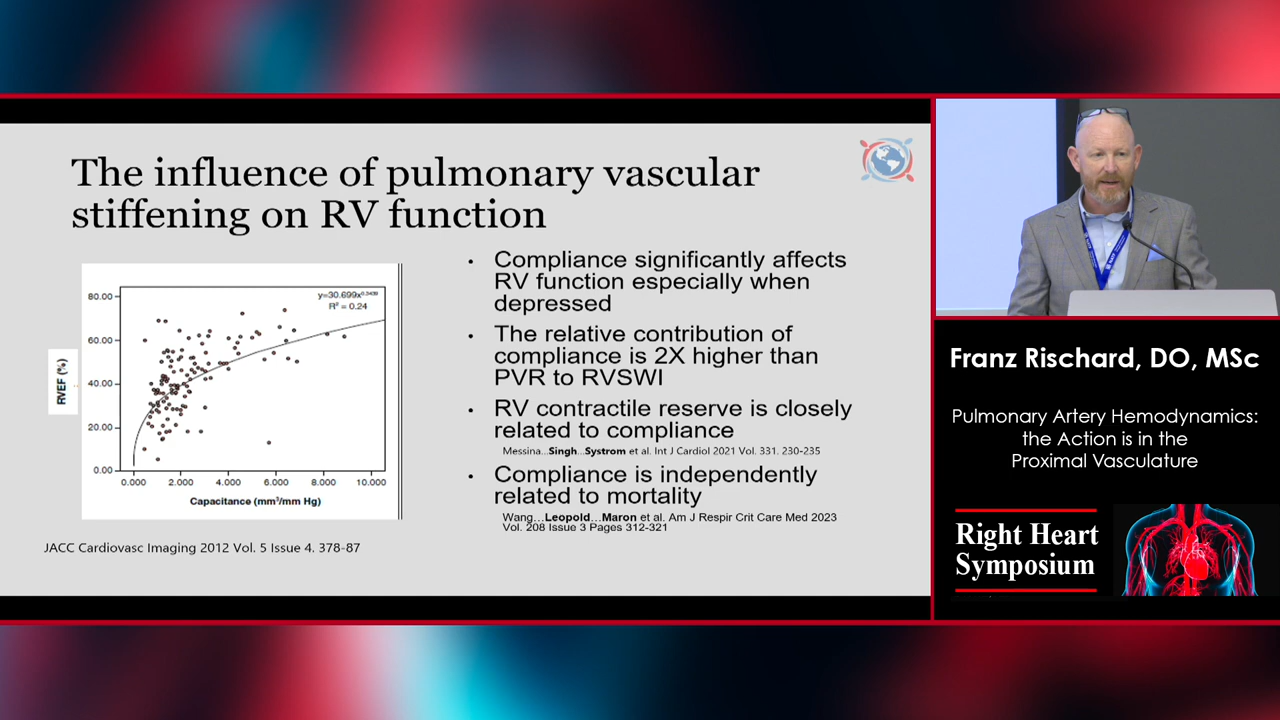 The influence of pulmonary vascular
stiffening on RV function
RVEF (%)
80.00
60.00
40.00
20.00
0.00
R² = 0.24
0.000
2.000
4.000
6.000
8.000
10.000
Capacitance (mm³/mm Hg)
JACC Cardiovasc Imaging 2012 Vol. 5 Issue 4. 378-87
• Compliance significantly affects
RV function especially when
depressed
• The relative contribution of
compliance is 2X higher than
PVR to RVSWI
• RV contractile reserve is closely
related to compliance
Messina...Singh...Systrom et al. Int J Cardiol 2021 Vol. 331. 230-235
• Compliance is independently
related to mortality
Wang...Leopold...Maron et al. Am J Respir Crit Care Med 2023
Vol. 208 Issue 3 Pages 312-321
Franz Rischard, DO, MSc
Pulmonary Artery Hemodynamics:
the Action is in the
Proximal Vasculature
Right Heart
Symposium